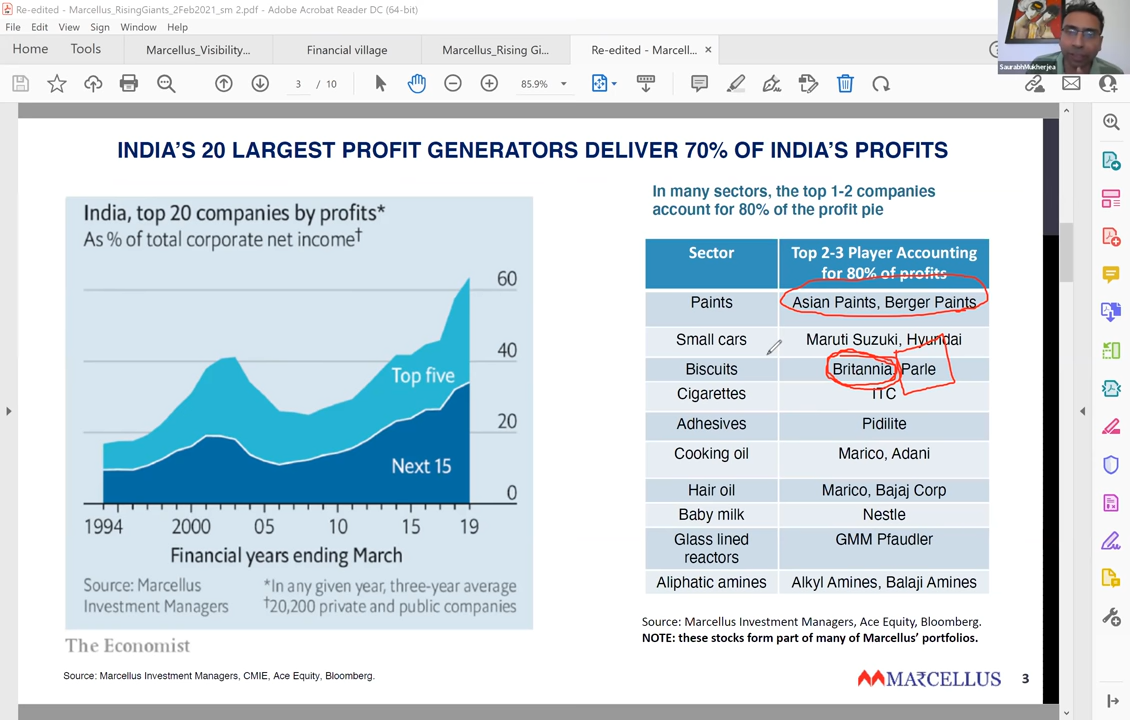 Re-edited - Marcellus_RisingGiants_2Feb2021_sm 2.pdf - Adobe Acrobat Reader DC (64-bit)
File Edit View Sign Window Help
Home Tools Marcellus_Visibility... Financial village Marcellus_Rising Gi... Re-edited - Marcell... ×
SaurabhMukherjea
3 / 10 85.9%
INDIA'S 20 LARGEST PROFIT GENERATORS DELIVER 70% OF INDIA'S PROFITS
India, top 20 companies by profits*
As % of total corporate net income†
60
40
Top five
20
Next 15
0
1994 2000 05 10 15 19
Financial years ending March
Source: Marcellus
Investment Managers
*In any given year, three-year average
†20,200 private and public companies
The Economist
Source: Marcellus Investment Managers, CMIE, Ace Equity, Bloomberg.
In many sectors, the top 1-2 companies
account for 80% of the profit pie
Sector Top 2-3 Player Accounting
for 80% of profits
Paints Asian Paints, Berger Paints
Small cars Maruti Suzuki, Hyundai
Biscuits Britannia, Parle
Cigarettes ITC
Adhesives Pidilite
Cooking oil Marico, Adani
Hair oil Marico, Bajaj Corp
Baby milk Nestle
Glass lined GMM Pfaudler
reactors
Aliphatic amines Alkyl Amines, Balaji Amines
Source: Marcellus Investment Managers, Ace Equity, Bloomberg.
NOTE: these stocks form part of many of Marcellus' portfolios.
MARCELLUS 3